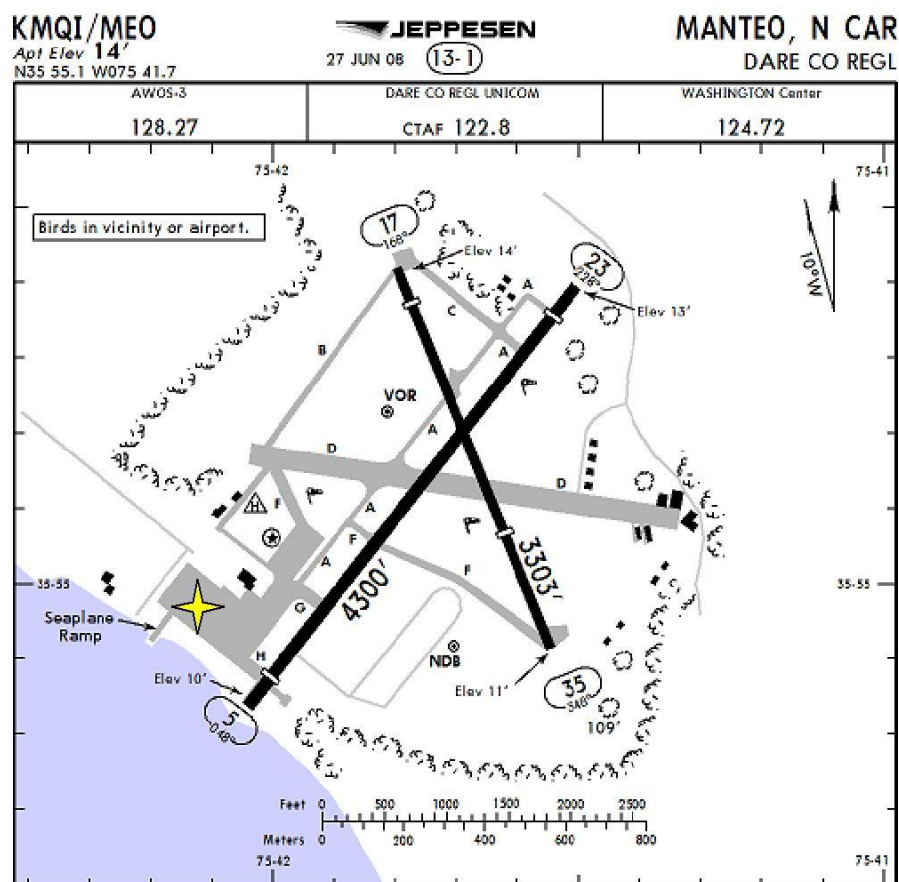 KMQI/MEO
Apt Elev 14'
N35 55.1 W075 41.7
JEPPESEN
27 JUN 08 13-1
MANTEO, N CAR
DARE CO REGL
AWOS-3
128.27
DARE CO REGL UNICOM
CTAF 122.8
WASHINGTON Center
124.72
75-42
75-41
Birds in vicinity or airport.
17
168°
Elev 14'
23
228°
Elev 13'
10°W
A
C
B
A
VOR
A
D
D
H
F
A
F
A
F
35-55
35-55
4300'
3303'
G
Seaplane
Ramp
H
NDB
Elev 10'
Elev 11'
5
048°
35
348°
109'
Feet 0 500 1000 1500 2000 2500
Meters 0 200 400 600 800
75-42
75-41